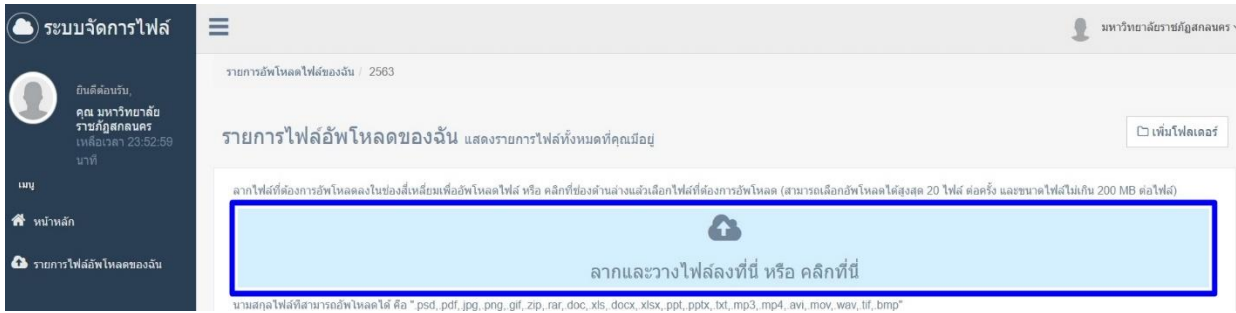 ระบบจัดการไฟล์
มหาวิทยาลัยราชภัฏสกลนคร
ยินดีต้อนรับ,
คุณ มหาวิทยาลัย
ราชภัฏสกลนคร
เหลือเวลา 23:52:59
นาที
เมนู
หน้าหลัก
รายการไฟล์อัพโหลดของฉัน
รายการอัพโหลดไฟล์ของฉัน / 2563
รายการไฟล์อัพโหลดของฉัน แสดงรายการไฟล์ทั้งหมดที่คุณมีอยู่
เพิ่มโฟลเดอร์
ลากไฟล์ที่ต้องการอัพโหลดลงในช่องสี่เหลี่ยมเพื่ออัพโหลดไฟล์ หรือ คลิกที่ช่องด้านล่างแล้วเลือกไฟล์ที่ต้องการอัพโหลด (สามารถเลือกอัพโหลดได้สูงสุด 20 ไฟล์ ต่อครั้ง และขนาดไฟล์ไม่เกิน 200 MB ต่อไฟล์)
ลากและวางไฟล์ลงที่นี่ หรือ คลิกที่นี่
นามสกุลไฟล์ที่สามารถอัพโหลดได้ คือ ".psd,.pdf,.jpg,.png,.gif,.zip,.rar,.doc,.xls,.docx,.xlsx,.ppt,.pptx,.txt,.mp3,.mp4,.avi,.mov,.wav,.tif,.bmp"